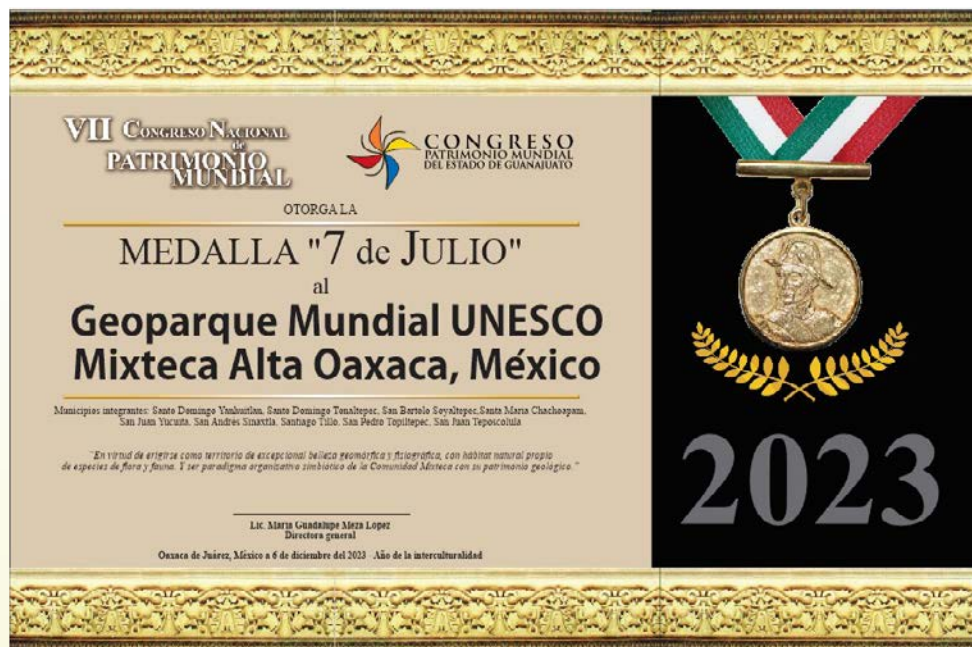 VII CONGRESO NACIONAL
de
PATRIMONIO
MUNDIAL
CONGRESO
PATRIMONIO MUNDIAL
DEL ESTADO DE GUANAJUATO
OTORGA LA
MEDALLA "7 de JULIO"
al
Geoparque Mundial UNESCO
Mixteca Alta Oaxaca, México
Municipios integrantes: Santo Domingo Yanhuitlan, Santo Domingo Tonaltepec, San Bartolo Soyaltepec, Santa Maria Chachoapam,
San Juan Yucuita, San Andres Sinaxtla, Santiago Tillo, San Pedro Topiltepec, San Juan Teposcolula
"En virtud de erigirse como territorio de excepcional belleza geomórfica y fisiográfica, con hábitat natural propio
de especies de flora y fauna. Y ser paradigma organizativo simbiótico de la Comunidad Mixteca con su patrimonio geológico."
Lic. Maria Guadalupe Meza Lopez
Directora general
Oaxaca de Juárez, México a 6 de diciembre del 2023 - Año de la interculturalidad
2023